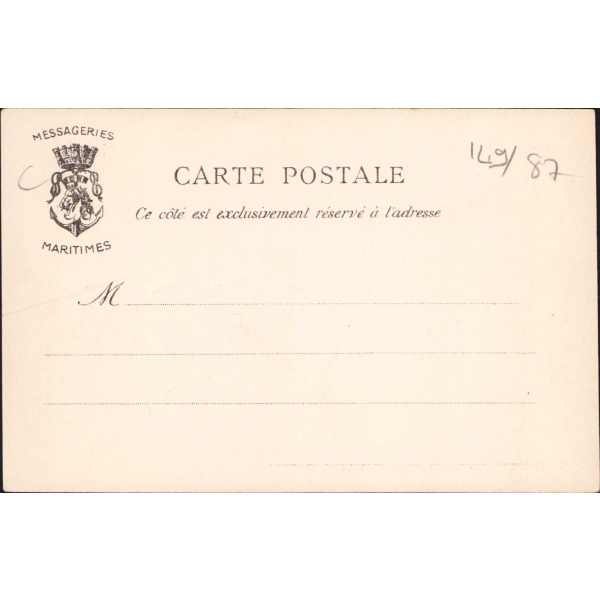 MESSAGERIES
MARITIMES
149/87
CARTE POSTALE
Ce côté est exclusivement réservé à l'adresse
M